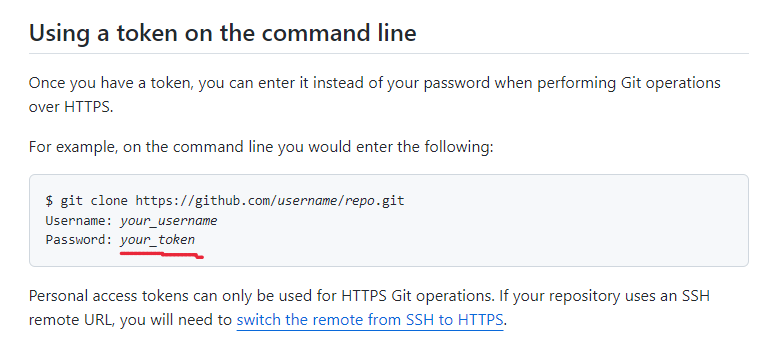 Using a token on the command line
Once you have a token, you can enter it instead of your password when performing Git operations
over HTTPS.
For example, on the command line you would enter the following:
$ git clone https://github.com/username/repo.git
Username: your_username
Password: your_token
Personal access tokens can only be used for HTTPS Git operations. If your repository uses an SSH
remote URL, you will need to switch the remote from SSH to HTTPS.